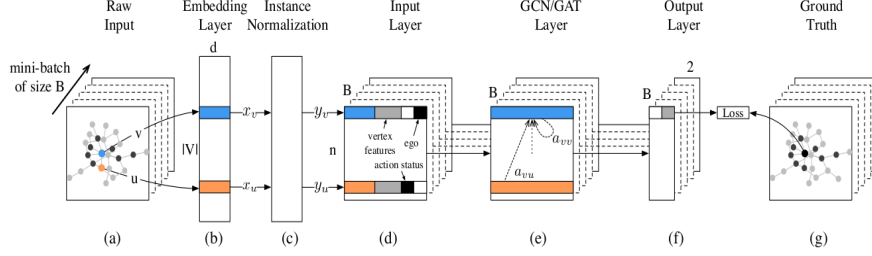 Raw
Input
Embedding
Layer
Instance
Normalization
Input
Layer
GCN/GAT
Layer
Output
Layer
Ground
Truth
mini-batch
of size B
d
|V|
v
u
x_v
x_u
y_v
y_u
n
B
vertex
features
ego
action status
B
a_vv
a_vu
B
2
Loss
(a)
(b)
(c)
(d)
(e)
(f)
(g)